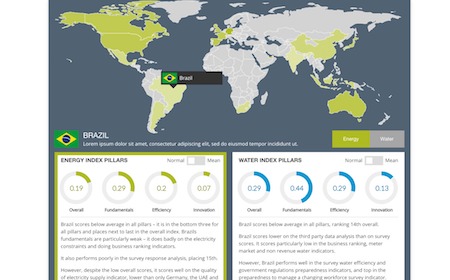 Brazil
BRAZIL
Lorem ipsum dolor sit amet, consectetur adipiscing elit, sed do eiusmod tempor incididunt ut.
Energy
Water
ENERGY INDEX PILLARS
Normal
Mean
0.19
0.29
0.2
0.07
Overall
Fundamentals
Efficiency
Innovation
Brazil scores below average in all pillars – it is in the bottom three for
all pillars and places next to last in the overall index. Brazils
fundamentals are particularly weak – it does badly on the electricity
constraints and doing business ranking indicators.
It also performs poorly in the survey response analysis, placing 15th.
However, despite the low overall scores, it scores well on the quality
of electricity supply indicator, lower than only Germany, the UAE and
WATER INDEX PILLARS
Normal
Mean
0.29
0.44
0.29
0.13
Overall
Fundamentals
Efficiency
Innovation
Brazil scores below average in all pillars, ranking 14th overall.
Brazil scores lower on the third party data analysis than on survey
scores. It scores particularly low in the business ranking, meter
market and non revenue water indicators.
However, Brazil perfoms well in the survey water efficiency and
government regulations preparedness indicators, and top in the
preparedness to manage a changing workforce survey indicator.